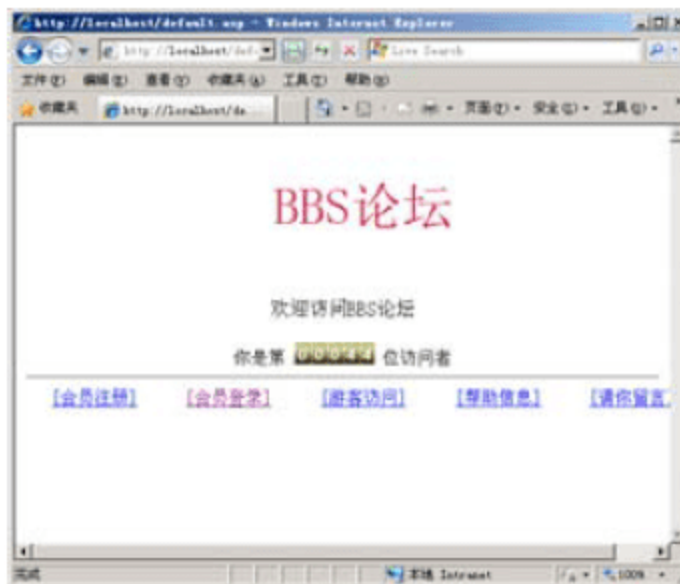 http://localhost/default.asp - Windows Internet Explorer
http://localhost/def
Live Search
文件(F) 编辑(E) 查看(V) 收藏夹(A) 工具(T) 帮助(H)
收藏夹 http://localhost/de... 页面(P) 安全(S) 工具(O)
BBS论坛
欢迎访问BBS论坛
你是第 00044 位访问者
[会员注册] [会员登录] [游客访问] [帮助信息] [请你留言
完成 本地 Intranet 100%